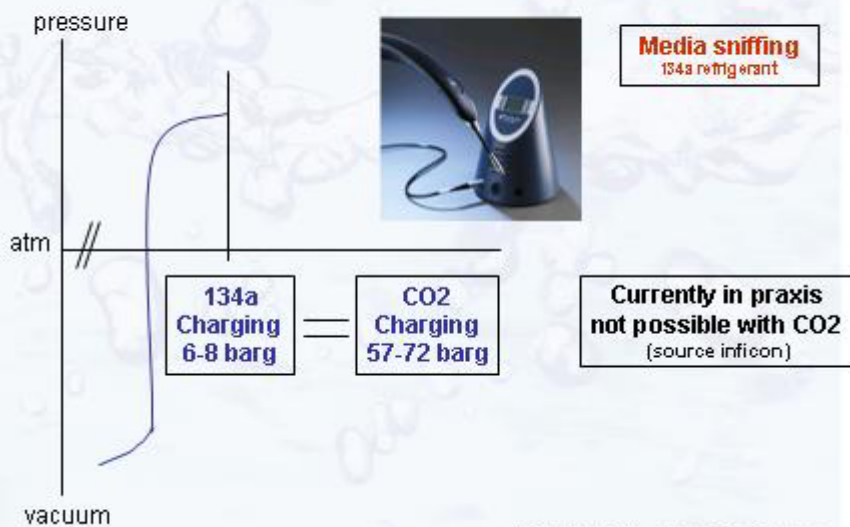 pressure
Media sniffing
134a refrigerant
atm
134a
Charging
6-8 barg
CO2
Charging
57-72 barg
Currently in praxis
not possible with CO2
(source inficon)
vacuum